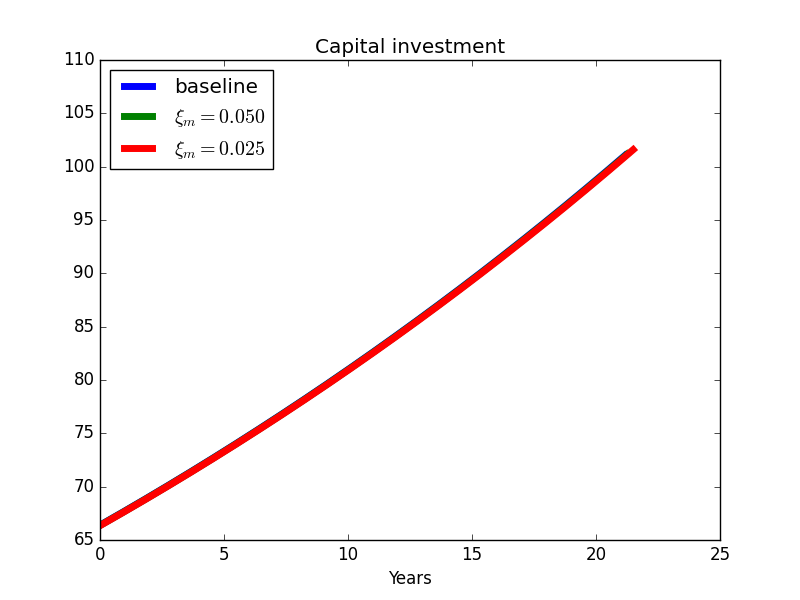 Capital investment
110
105
100
95
90
85
80
75
70
65
baseline
ξₘ = 0.050
ξₘ = 0.025
0 5 10 15 20 25
Years